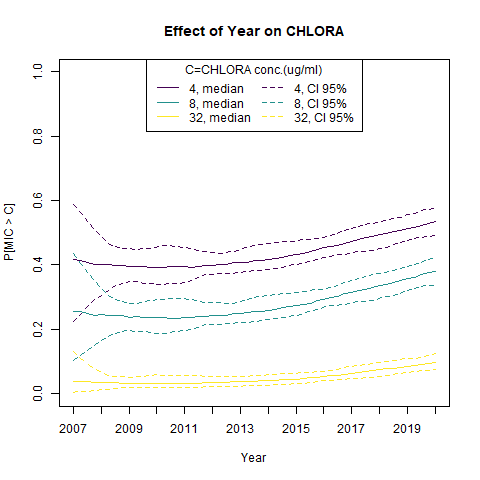 Effect of Year on CHLORA
C=CHLORA conc.(ug/ml)
4, median 4, CI 95%
8, median 8, CI 95%
32, median 32, CI 95%
P[MIC > C]
1.0
0.8
0.6
0.4
0.2
0.0
2007 2009 2011 2013 2015 2017 2019
Year